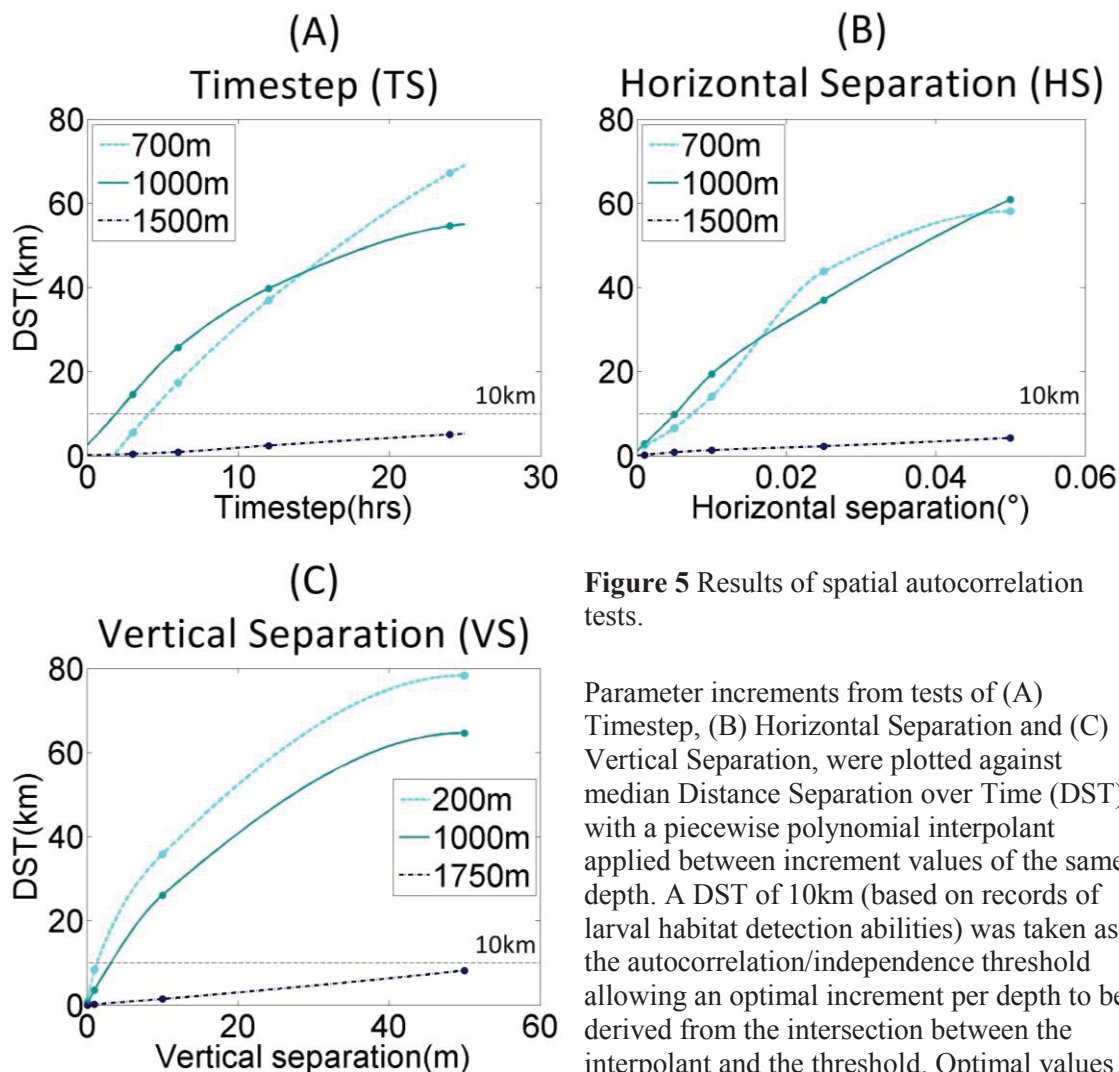 (A)
Timestep (TS)
80
60
40
20
0
DST(km)
700m
1000m
1500m
10km
0
10
20
30
Timestep(hrs)
(B)
Horizontal Separation (HS)
80
60
40
20
0
700m
1000m
1500m
10km
0
0.02
0.04
0.06
Horizontal separation(°)
(C)
Vertical Separation (VS)
80
60
40
20
0
DST(km)
200m
1000m
1750m
10km
0
20
40
60
Vertical separation(m)
Figure 5 Results of spatial autocorrelation
tests.
Parameter increments from tests of (A)
Timestep, (B) Horizontal Separation and (C)
Vertical Separation, were plotted against
median Distance Separation over Time (DST)
with a piecewise polynomial interpolant
applied between increment values of the same
depth. A DST of 10km (based on records of
larval habitat detection abilities) was taken as
the autocorrelation/independence threshold
allowing an optimal increment per depth to be
derived from the intersection between the
interpolant and the threshold. Optimal values